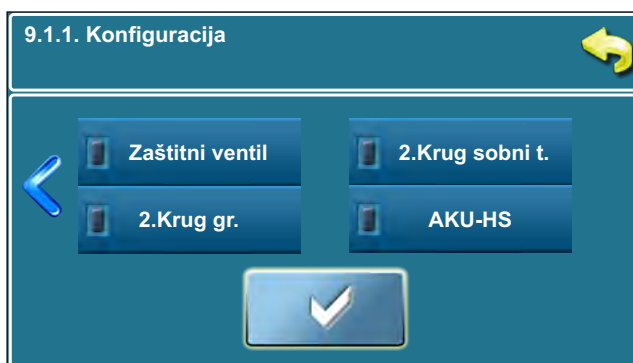 9.1.1. Konfiguracija
Zaštitni ventil
2.Krug sobni t.
2.Krug gr.
AKU-HS